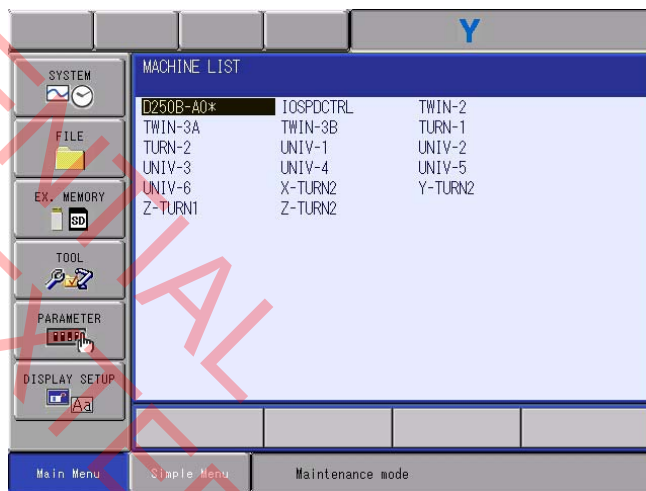 Y
SYSTEM
FILE
EX. MEMORY
SD
TOOL
PARAMETER
DISPLAY SETUP
Aa
MACHINE LIST
D250B-A0* IOSPDCTRL TWIN-2
TWIN-3A TWIN-3B TURN-1
TURN-2 UNIV-1 UNIV-2
UNIV-3 UNIV-4 UNIV-5
UNIV-6 X-TURN2 Y-TURN2
Z-TURN1 Z-TURN2
Main Menu Simple Menu Maintenance mode